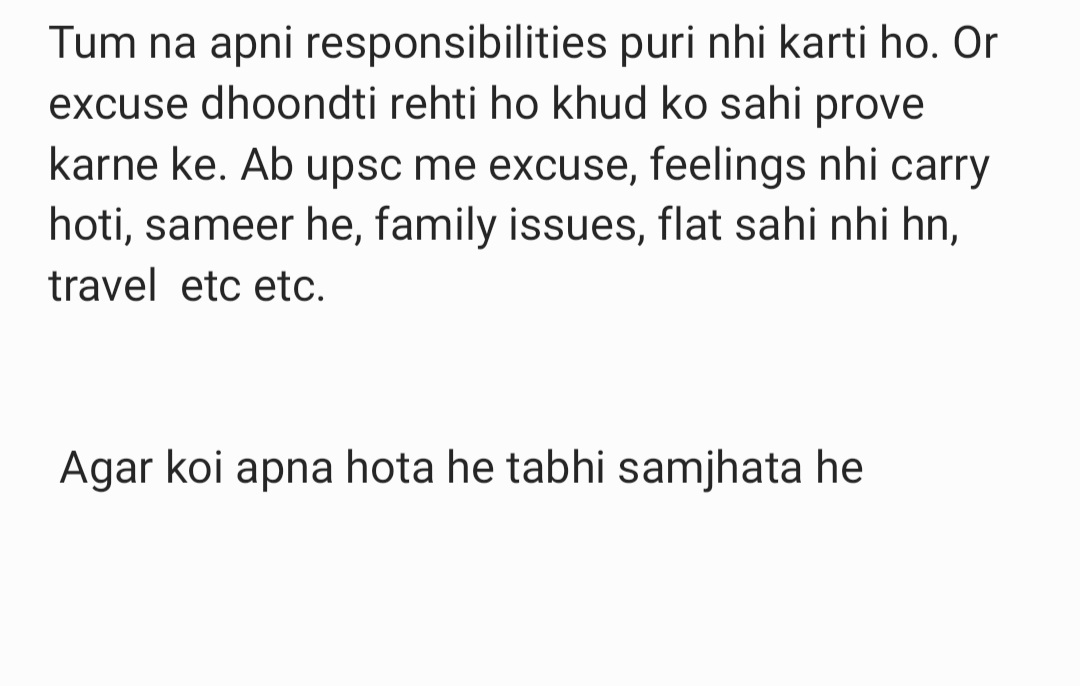 Tum na apni responsibilities puri nhi karti ho. Or
excuse dhoondti rehti ho khud ko sahi prove
karne ke. Ab upsc me excuse, feelings nhi carry
hoti, sameer he, family issues, flat sahi nhi hn,
travel  etc etc.
Agar koi apna hota he tabhi samjhata he